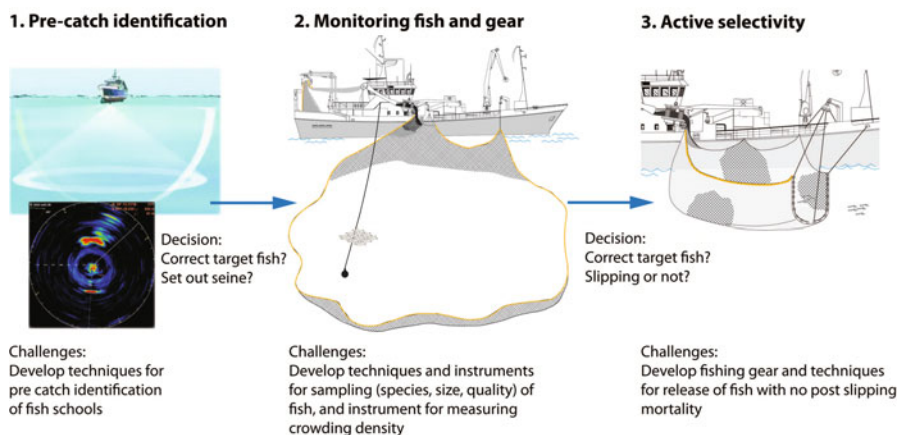 1. Pre-catch identification
2. Monitoring fish and gear
3. Active selectivity
Decision:
Correct target fish?
Set out seine?
Decision:
Correct target fish?
Slipping or not?
Challenges:
Develop techniques for
pre catch identification
of fish schools
Challenges:
Develop techniques and instruments
for sampling (species, size, quality) of
fish, and instrument for measuring
crowding density
Challenges:
Develop fishing gear and techniques
for release of fish with no post slipping
mortality